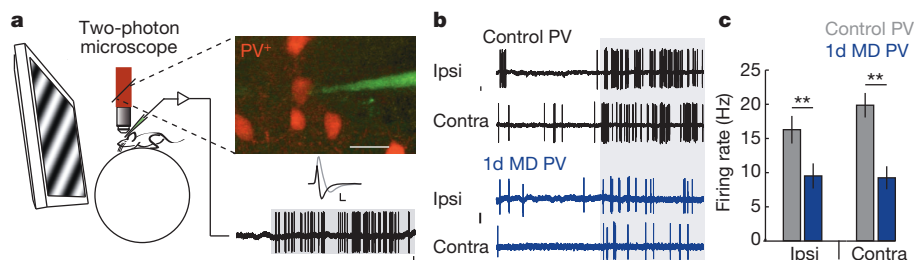 a
Two-photon
microscope
PV+
b
Control PV
Ipsi
Contra
1d MD PV
Ipsi
Contra
c
Control PV
1d MD PV
Firing rate (Hz)
25
20
15
10
5
0
**
**
Ipsi
Contra